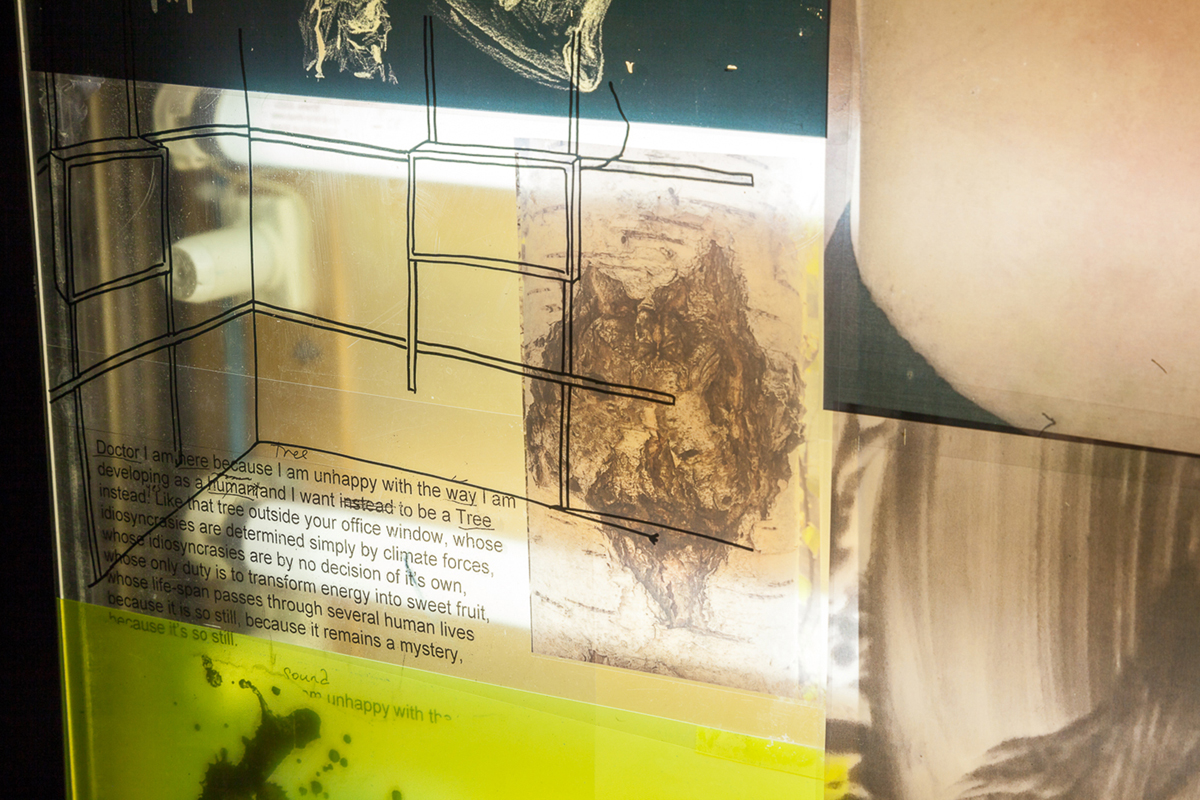 Tree
Doctor I am here because I am unhappy with the way I am
developing as a human and I want instead to be a Tree
instead. Like that tree outside your office window, whose
idiosyncrasies are determined simply by climate forces,
whose idiosyncrasies are by no decision of it's own,
whose only duty is to transform energy into sweet fruit,
whose life-span passes through several human lives
because it is so still, because it remains a mystery,
because it's so still.
Sound
am unhappy with the